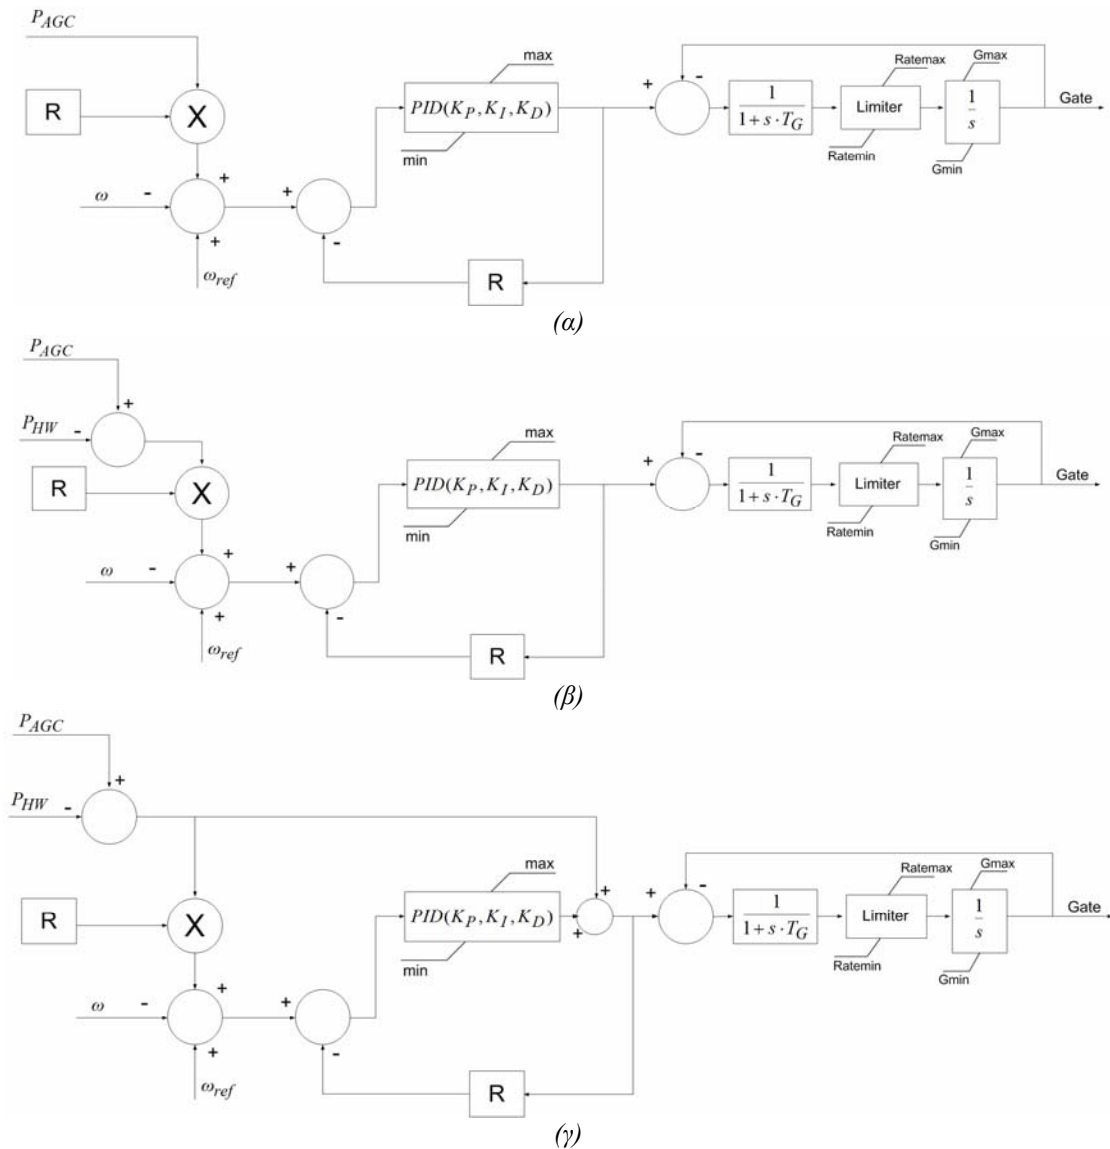 P_AGC
max
Ratemax
Gmax
+
-
R
X
PID(K_P, K_I, K_D)
1
1 + s · T_G
Limiter
1
s
Gate
min
Ratemin
Gmin
ω
-
+
+
+
-
ω_ref
R
(α)
P_AGC
+
P_HW
-
max
Ratemax
Gmax
+
-
R
X
PID(K_P, K_I, K_D)
1
1 + s · T_G
Limiter
1
s
Gate
min
Ratemin
Gmin
ω
-
+
+
+
-
ω_ref
R
(β)
P_AGC
+
P_HW
-
max
Ratemax
Gmax
+
+
-
R
X
PID(K_P, K_I, K_D)
+
1
1 + s · T_G
Limiter
1
s
Gate
min
Ratemin
Gmin
ω
-
+
+
+
-
ω_ref
R
(γ)